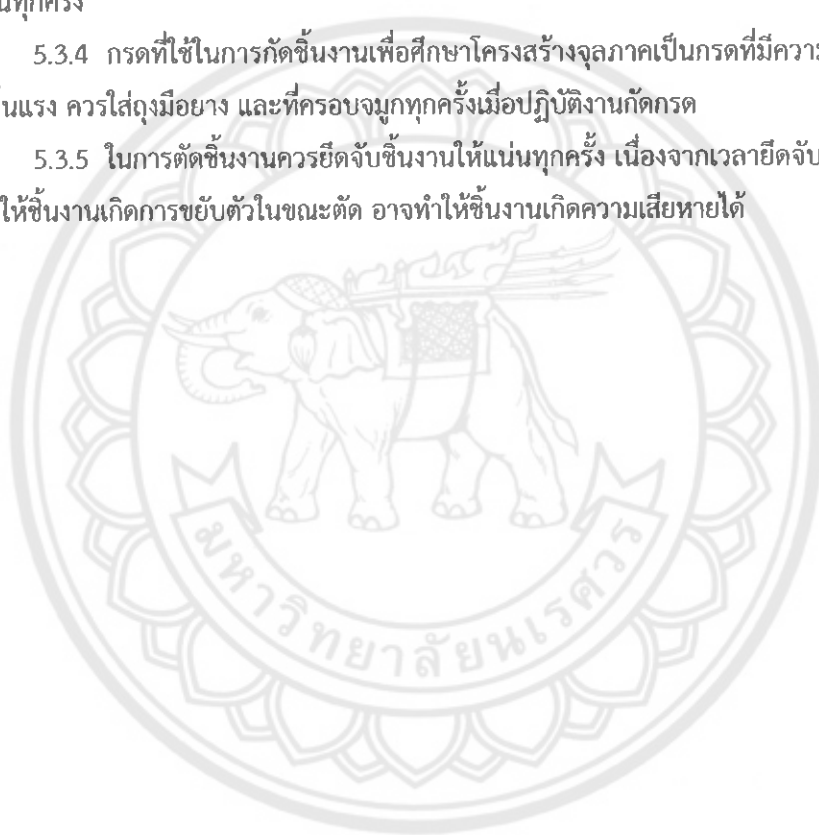 นทุกครั้ง
5.3.4 กรดที่ใช้ในการกัดชิ้นงานเพื่อศึกษาโครงสร้างจุลภาคเป็นกรดที่มีควา
นแรง ควรใส่ถุงมือยาง และที่ครอบจมูกทุกครั้งเมื่อปฏิบัติงานกัดกรด
5.3.5 ในการตัดชิ้นงานควรยึดจับชิ้นงานให้แน่นทุกครั้ง เนื่องจากเวลายึดจับ
ให้ชิ้นงานเกิดการขยับตัวในขณะตัด อาจทำให้ชิ้นงานเกิดความเสียหายได้
มหาวิทยาลัยนเรศวร